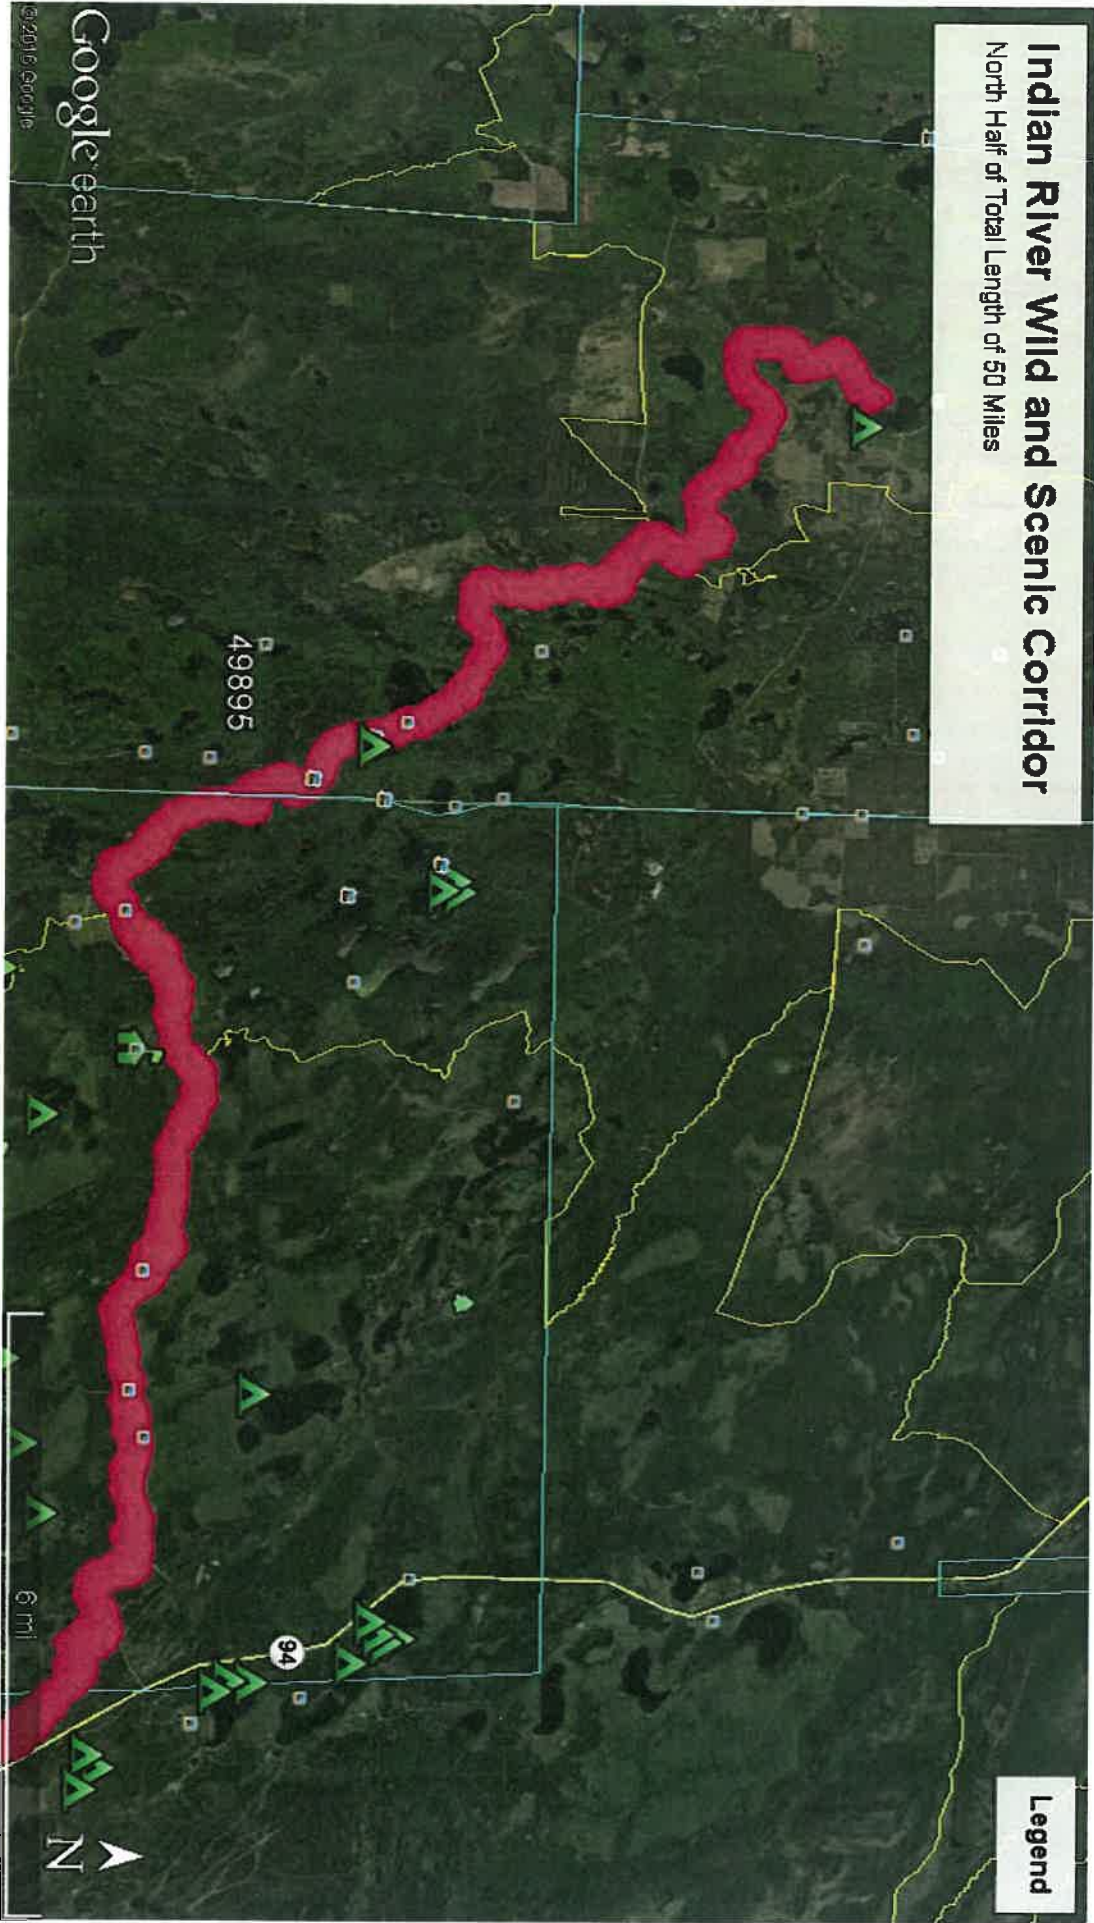 Indian River Wild and Scenic Corridor
North Half of Total Length of 50 Miles
Legend
49895
94
Google earth
©2016 Google
6 mi
N